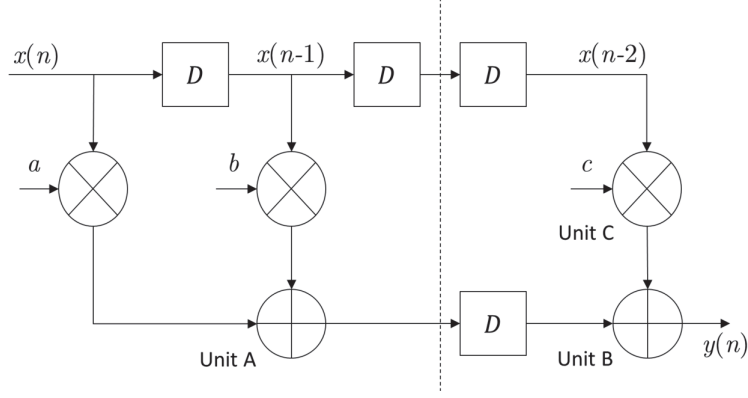 x(n)
D
x(n-1)
D
D
x(n-2)
a
b
c
Unit C
D
Unit A
Unit B
y(n)